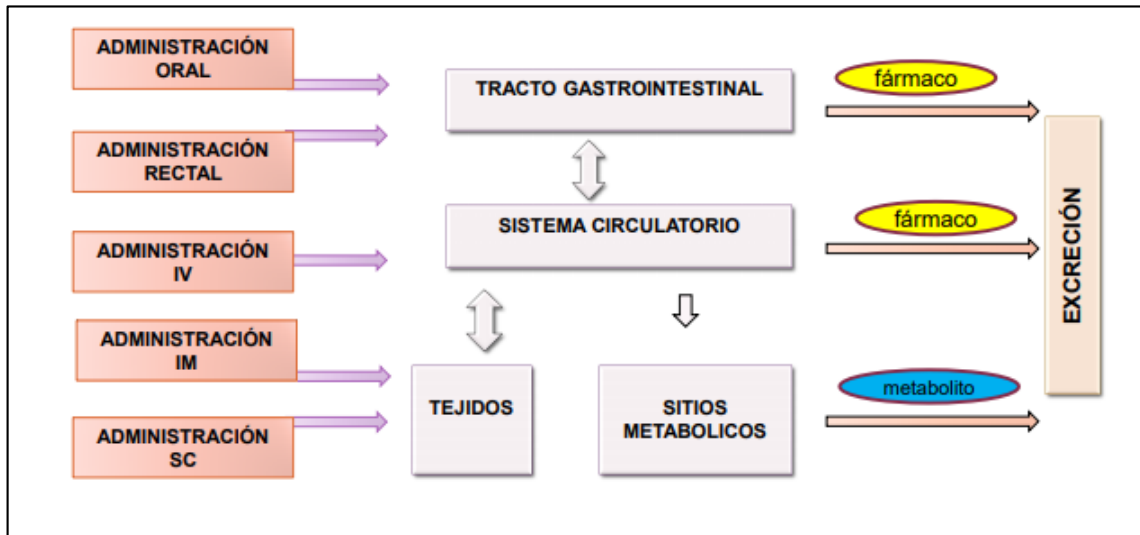 ADMINISTRACIÓN
ORAL
ADMINISTRACIÓN
RECTAL
ADMINISTRACIÓN
IV
ADMINISTRACIÓN
IM
ADMINISTRACIÓN
SC
TRACTO GASTROINTESTINAL
SISTEMA CIRCULATORIO
TEJIDOS
SITIOS
METABOLICOS
fármaco
fármaco
metabolito
EXCRECIÓN